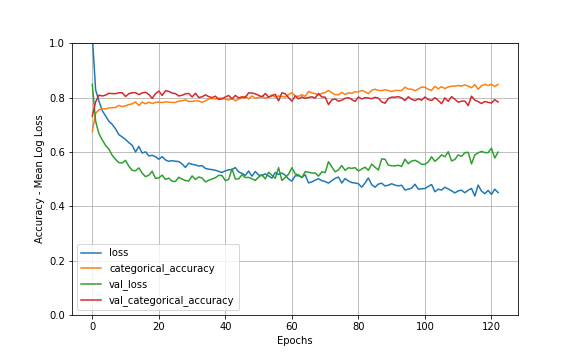 1.0
0.8
0.6
0.4
0.2
0.0
Accuracy - Mean Log Loss
loss
categorical_accuracy
val_loss
val_categorical_accuracy
0 20 40 60 80 100 120
Epochs